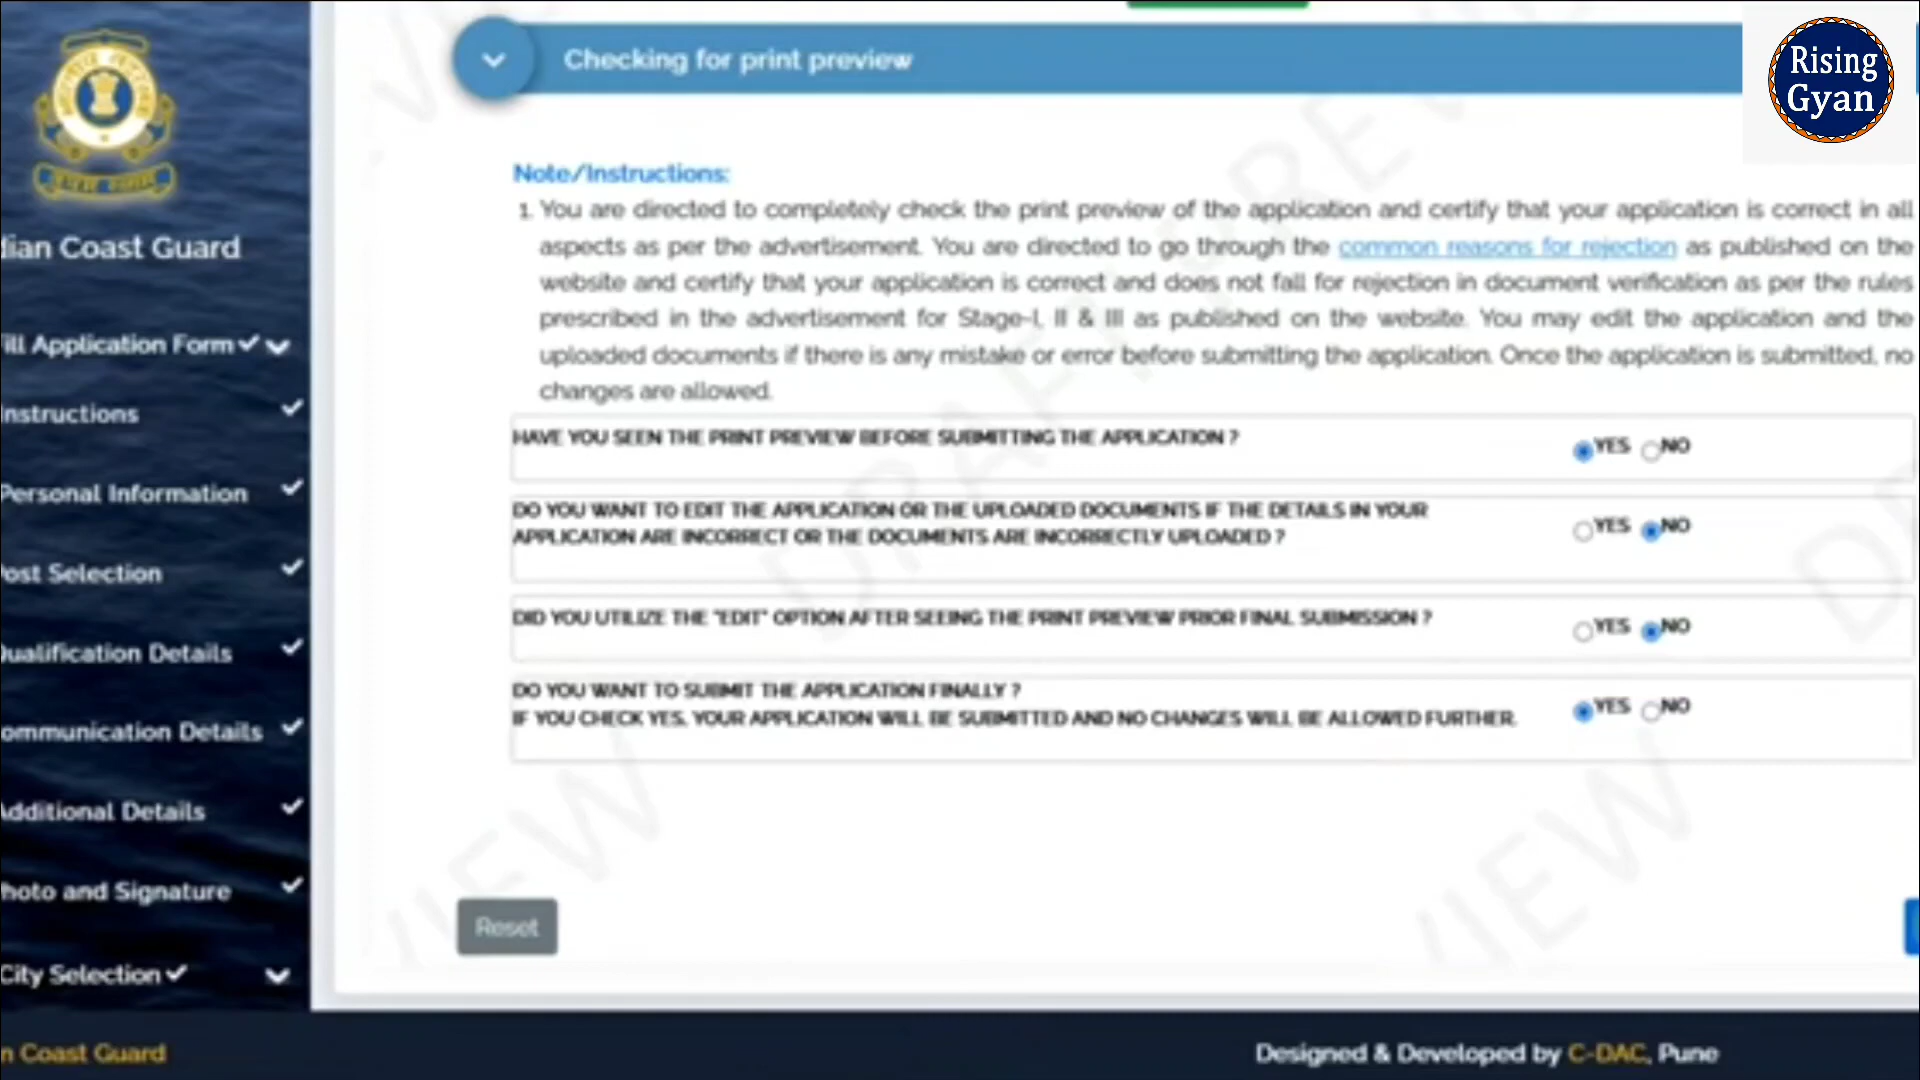 Checking for print preview
Rising
Gyan
Note/Instructions:
1. You are directed to completely check the print preview of the application and certify that your application is correct in all
aspects as per the advertisement. You are directed to go through the common reasons for rejection as published on the
website and certify that your application is correct and does not fall for rejection in document verification as per the rules
prescribed in the advertisement for Stage-I, II & III as published on the website. You may edit the application and the
uploaded documents if there is any mistake or error before submitting the application. Once the application is submitted, no
changes are allowed.
HAVE YOU SEEN THE PRINT PREVIEW BEFORE SUBMITTING THE APPLICATION ?
YES NO
DO YOU WANT TO EDIT THE APPLICATION OR THE UPLOADED DOCUMENTS IF THE DETAILS IN YOUR
APPLICATION ARE INCORRECT OR THE DOCUMENTS ARE INCORRECTLY UPLOADED ?
YES NO
DID YOU UTILIZE THE "EDIT" OPTION AFTER SEEING THE PRINT PREVIEW PRIOR FINAL SUBMISSION ?
YES NO
DO YOU WANT TO SUBMIT THE APPLICATION FINALLY ?
IF YOU CHECK YES, YOUR APPLICATION WILL BE SUBMITTED AND NO CHANGES WILL BE ALLOWED FURTHER.
YES NO
Reset
dian Coast Guard
ill Application Form
Instructions
Personal Information
ost Selection
Qualification Details
ommunication Details
Additional Details
hoto and Signature
City Selection
n Coast Guard
Designed & Developed by C-DAC, Pune
DRAFT PREVIEW
VIEW
VIEW